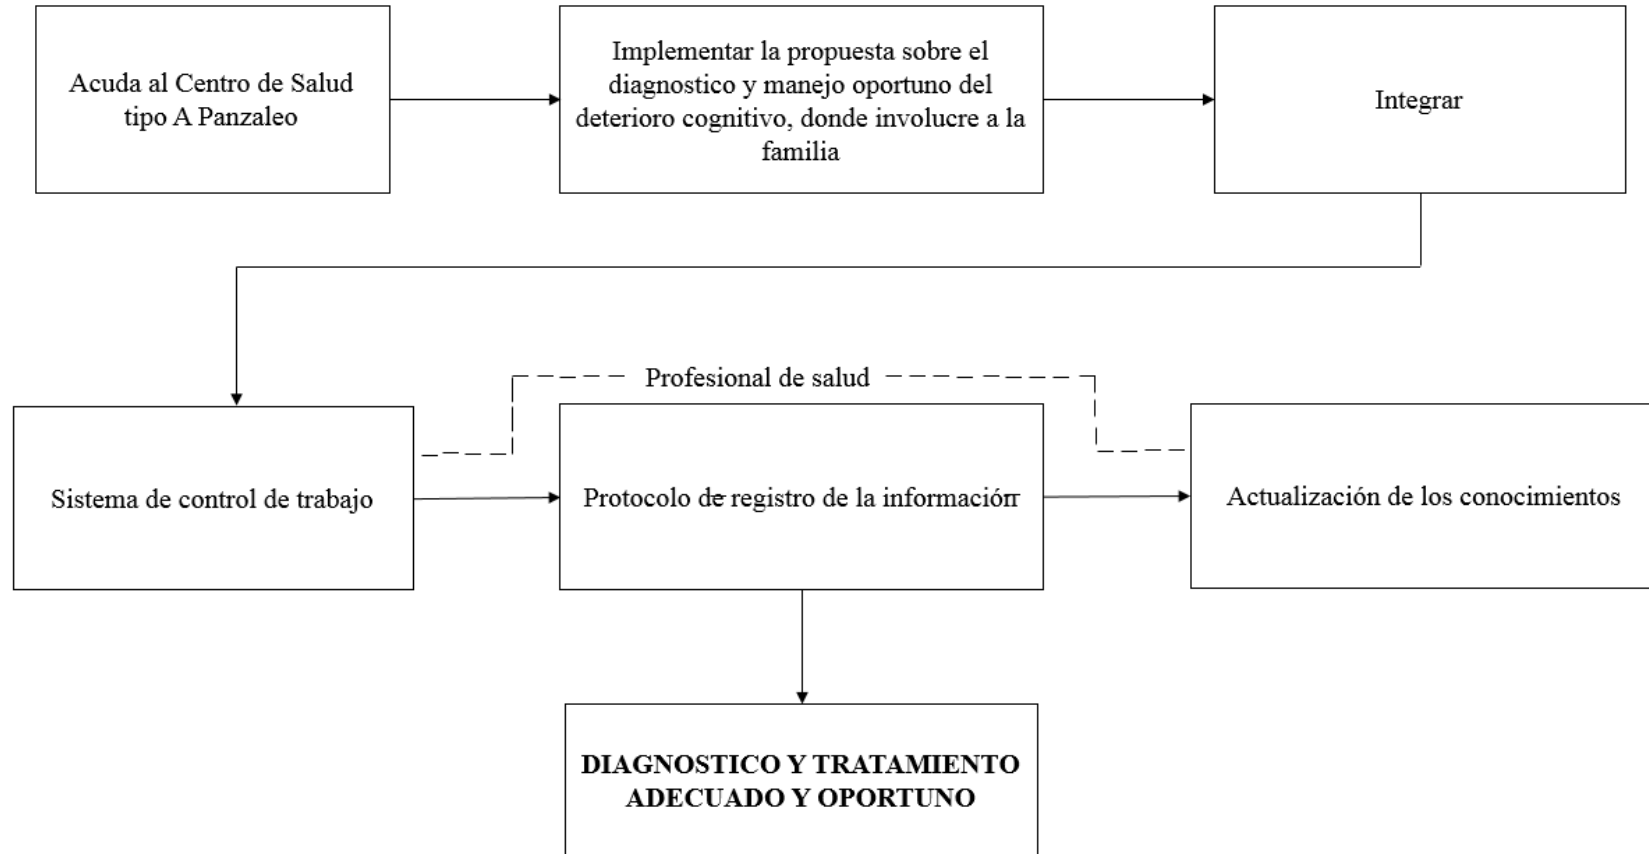 Acuda al Centro de Salud
tipo A Panzaleo
Implementar la propuesta sobre el
diagnostico y manejo oportuno del
deterioro cognitivo, donde involucre a la
familia
Integrar
Profesional de salud
Sistema de control de trabajo
Protocolo de registro de la información
Actualización de los conocimientos
DIAGNOSTICO Y TRATAMIENTO
ADECUADO Y OPORTUNO